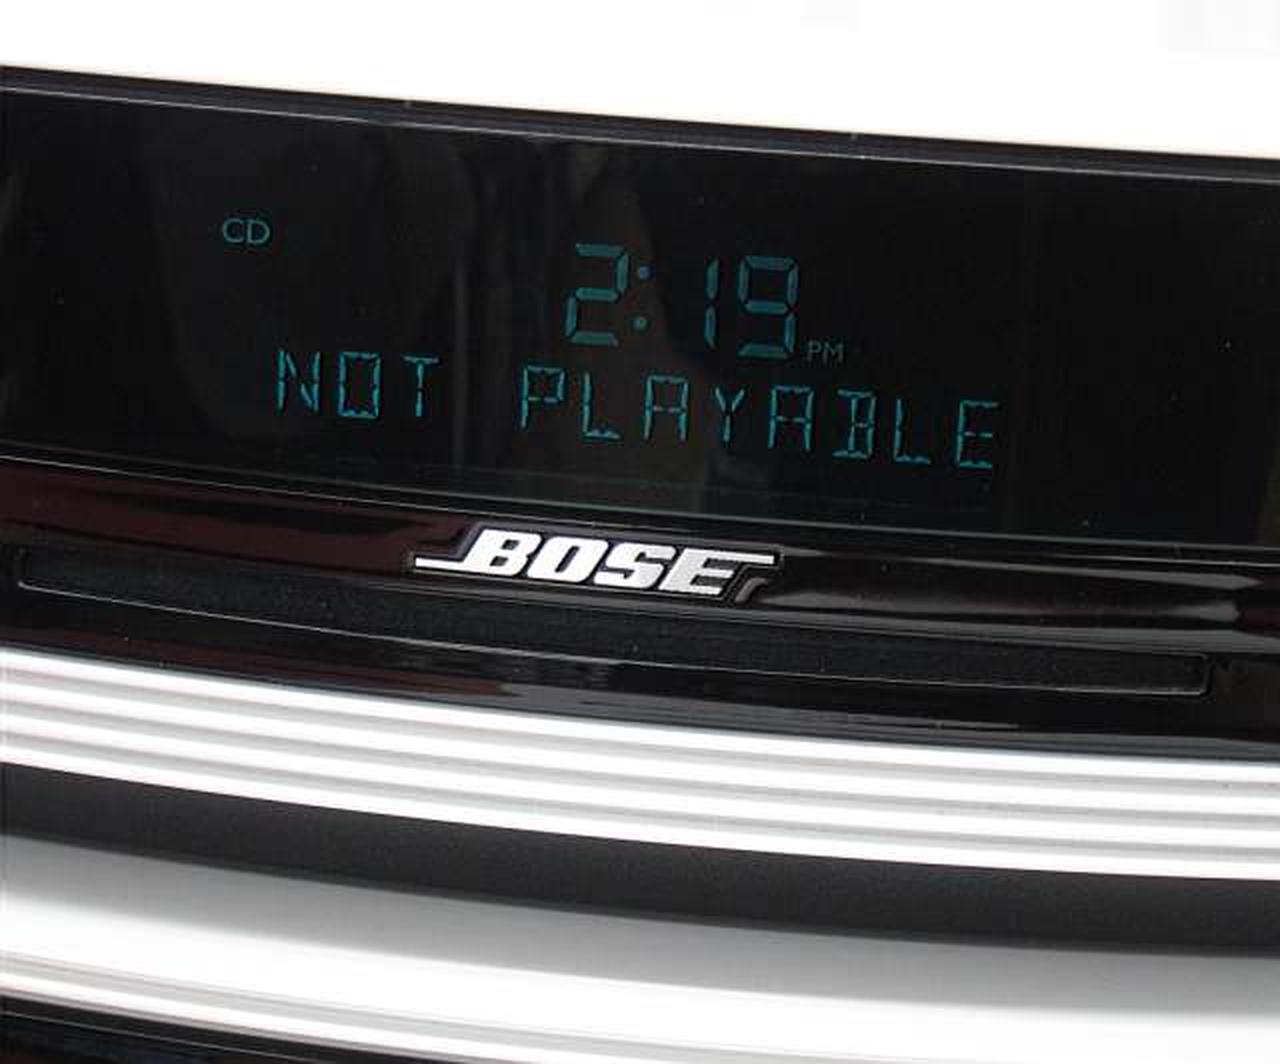 CD
2:19 PM
NOT PLAYABLE
BOSE